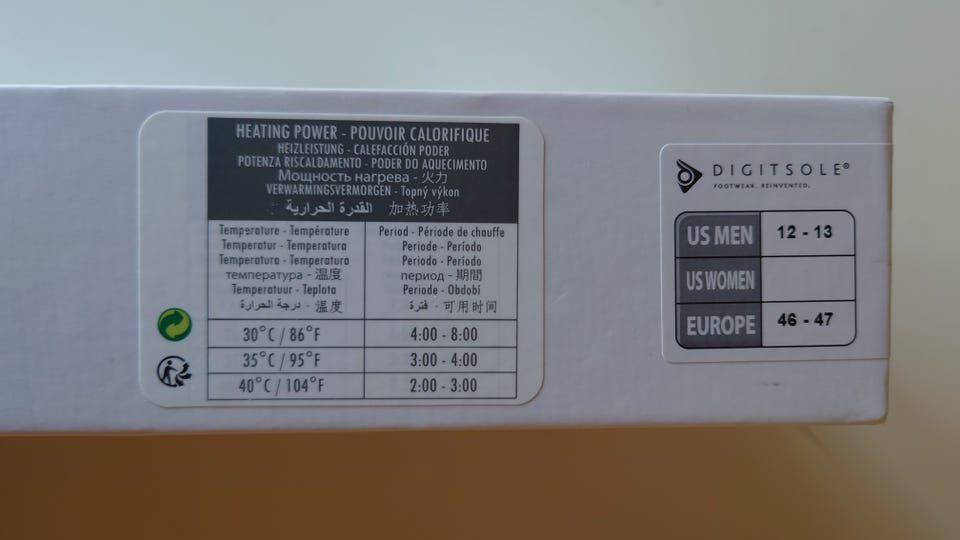 HEATING POWER - POUVOIR CALORIFIQUE
HEIZLEISTUNG - CALEFACCIÓN PODER
POTENZA RISCALDAMENTO - PODER DO AQUECIMENTO
Мощность нагрева - 火力
VERWARMINGSVERMORGEN - Topný výkon
القدرة الحرارية 加热功率
Temperature - Température
Temperatur - Temperatura
Temperatura - Temperatura
температура - 温度
Temperatuur - Teplota
درجة الحرارة - 温度
Period - Période de chauffe
Periode - Período
Periodo - Período
период - 期間
Periode - Období
فترة - 可用时间
30°C / 86°F 4:00 - 8:00
35°C / 95°F 3:00 - 4:00
40°C / 104°F 2:00 - 3:00
DIGITSOLE®
FOOTWEAR. REINVENTED.
US MEN 12 - 13
US WOMEN
EUROPE 46 - 47